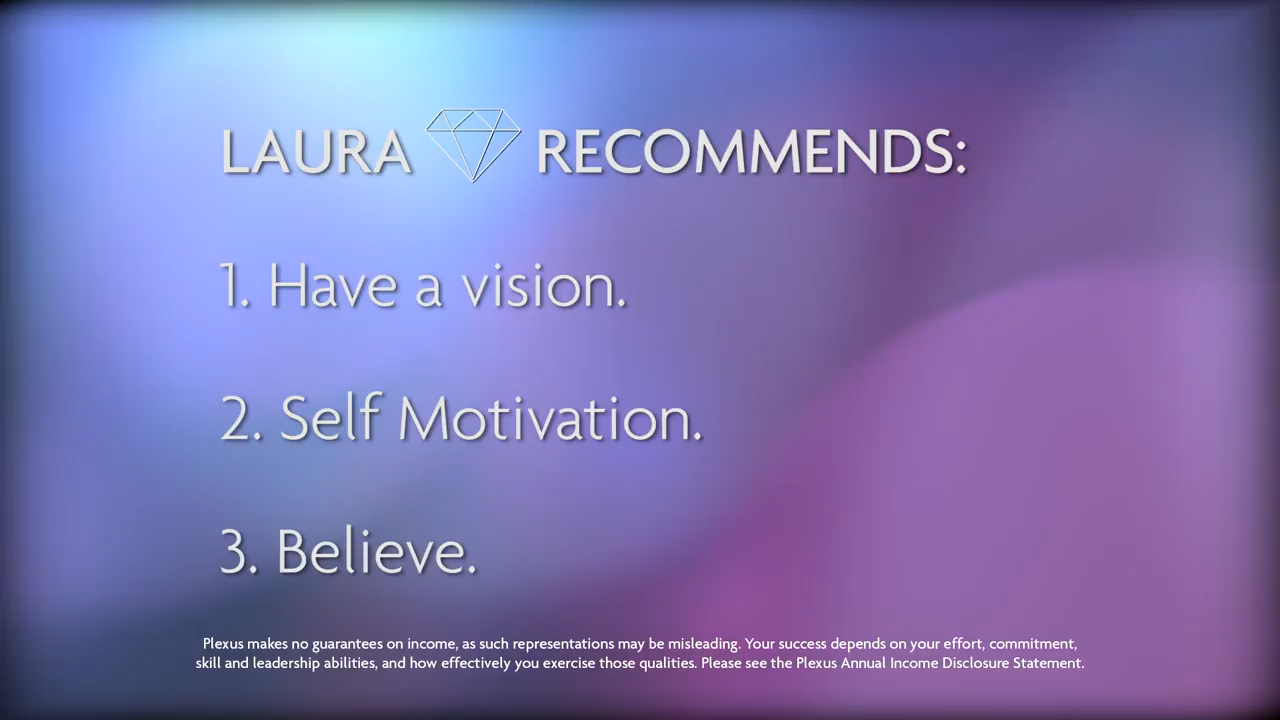 LAURA RECOMMENDS:
1. Have a vision.
2. Self Motivation.
3. Believe.
Plexus makes no guarantees on income, as such representations may be misleading. Your success depends on your effort, commitment,
skill and leadership abilities, and how effectively you exercise those qualities. Please see the Plexus Annual Income Disclosure Statement.